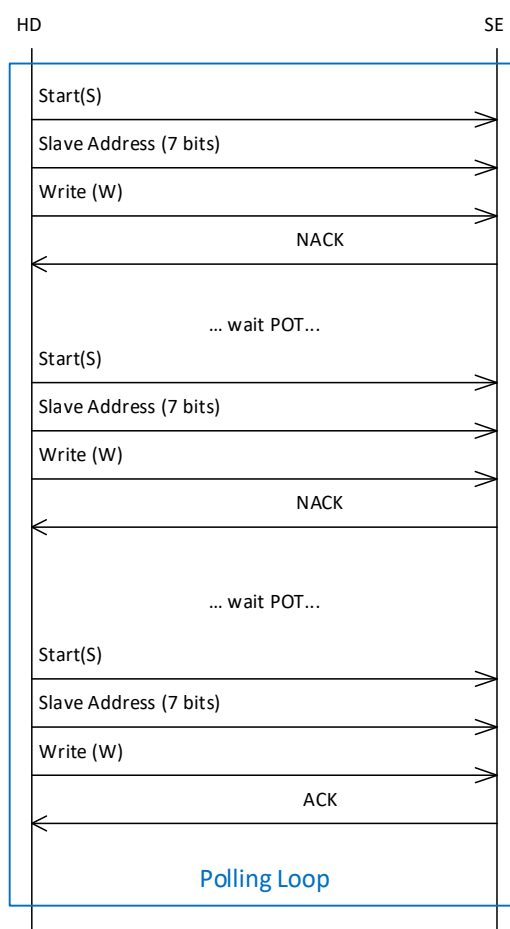 HD SE
Start(S)
Slave Address (7 bits)
Write (W)
NACK
... wait POT...
Start(S)
Slave Address (7 bits)
Write (W)
NACK
... wait POT...
Start(S)
Slave Address (7 bits)
Write (W)
ACK
Polling Loop